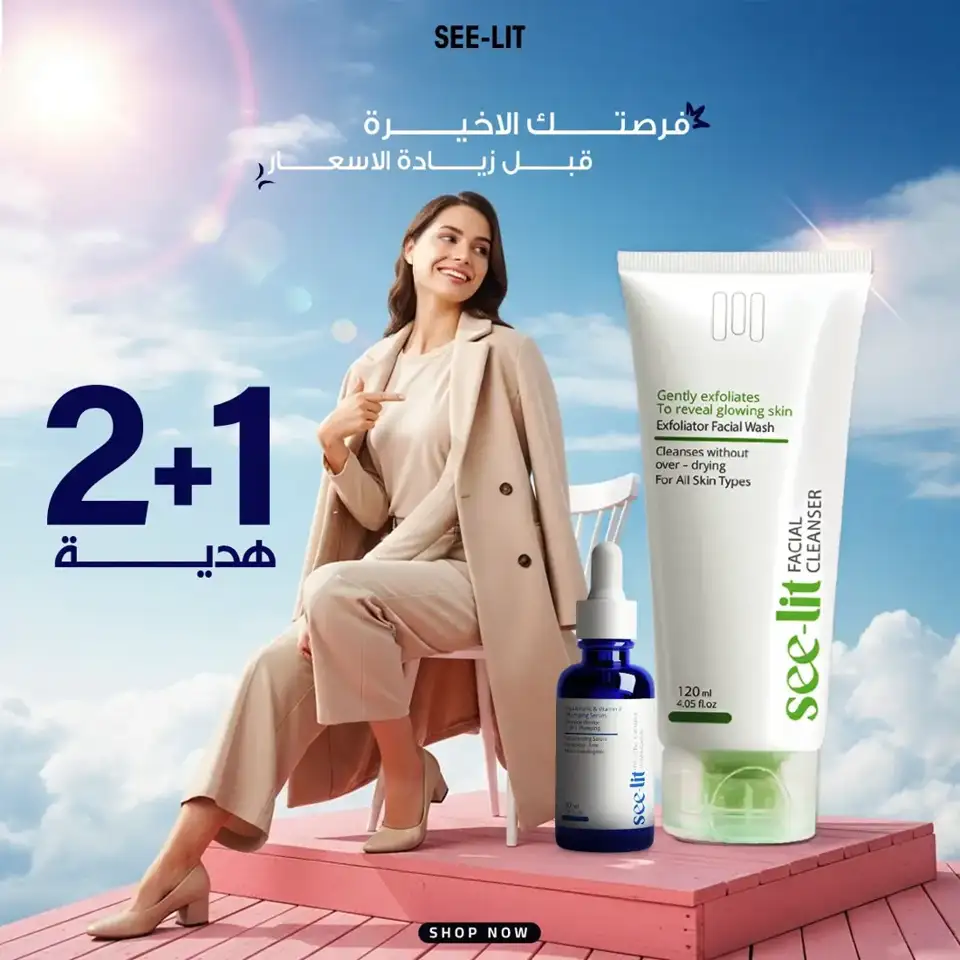 SEE-LIT
فرصتك الاخيرة
قبل زيادة الاسعار
2+1
هدية
Gently exfoliates
To reveal glowing skin
Exfoliator Facial Wash
Cleanses without
over - drying
For All Skin Types
see-lit
FACIAL
CLEANSER
120 ml
4.05 fl.oz
see-lit
SHOP NOW